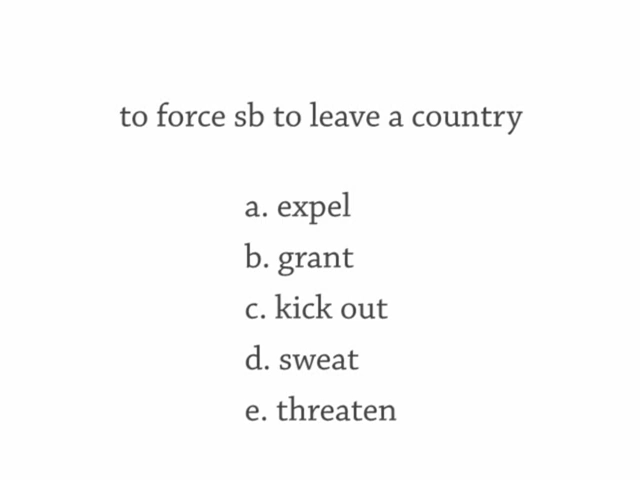 to force sb to leave a country
a. expel
b. grant
c. kick out
d. sweat
e. threaten